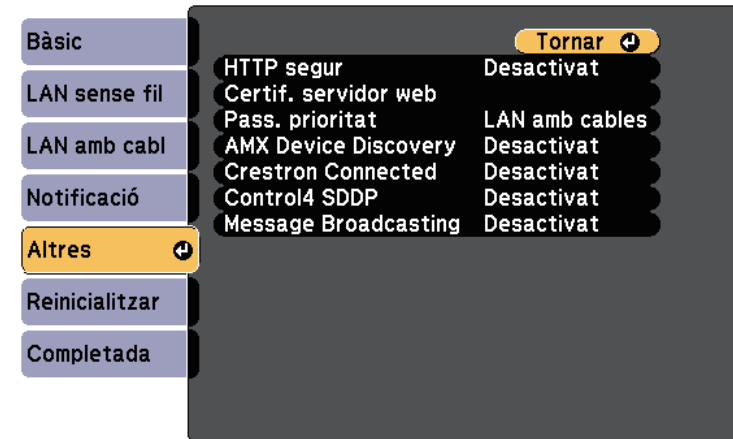 Bàsic
LAN sense fil
LAN amb cabl
Notificació
Altres
Reinicialitzar
Completada
Tornar
HTTP segur Desactivat
Certif. servidor web
Pass. prioritat LAN amb cables
AMX Device Discovery Desactivat
Crestron Connected Desactivat
Control4 SDDP Desactivat
Message Broadcasting Desactivat